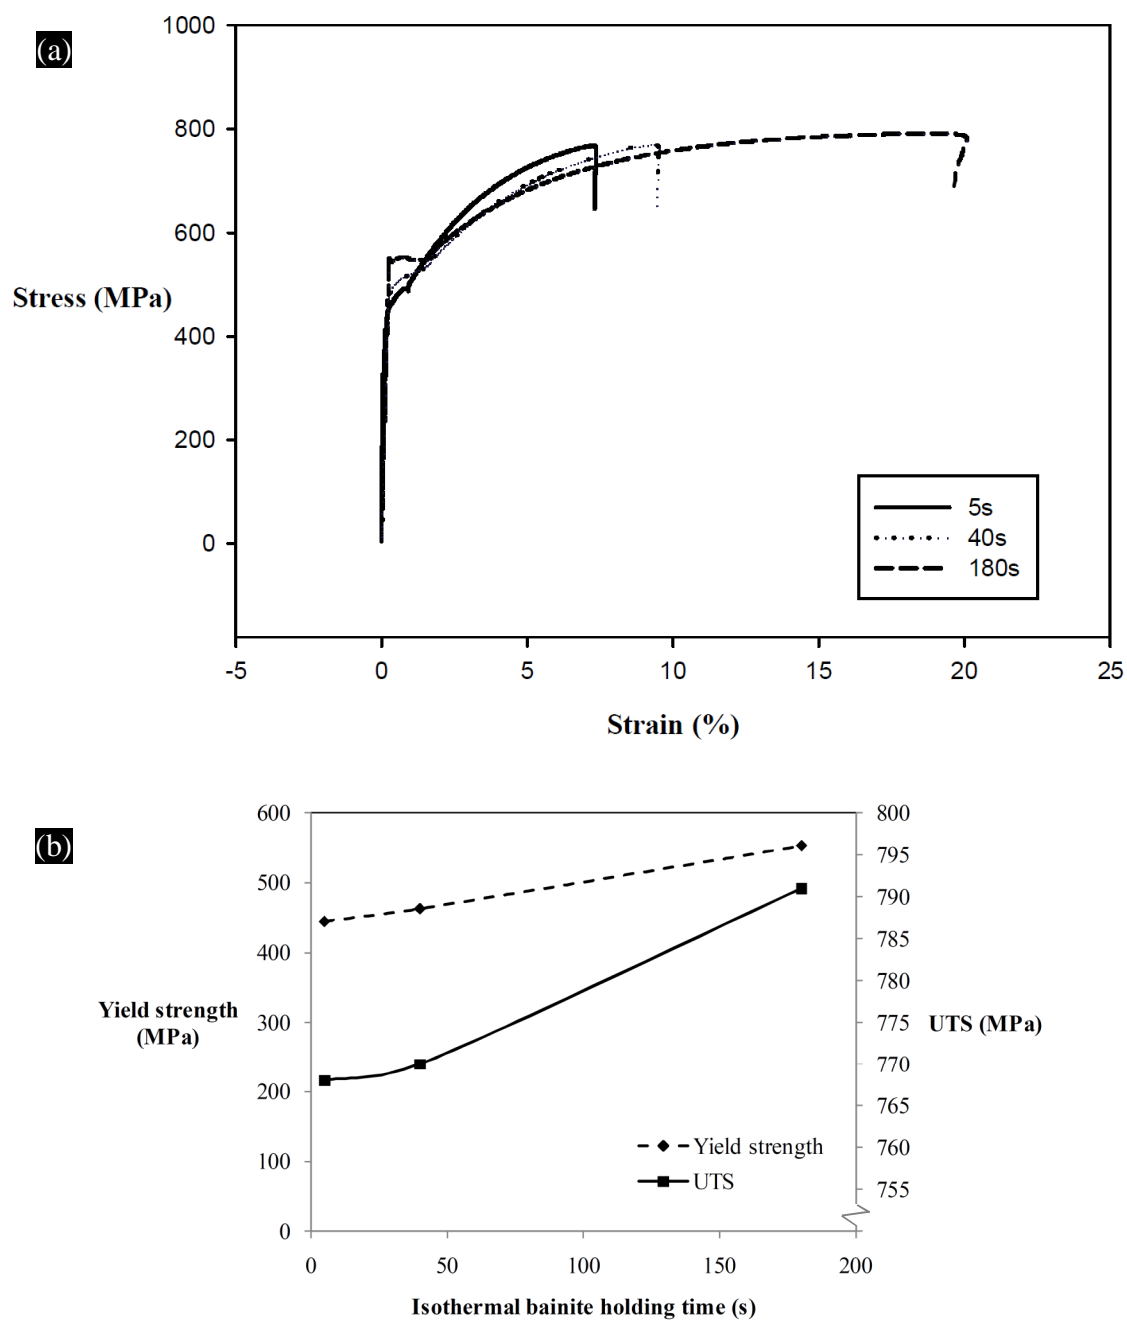 (a)
1000
800
600
Stress (MPa)
400
200
0
5s
40s
180s
-5 0 5 10 15 20 25
Strain (%)
(b)
600 800
795
500
790
785
400
780
Yield strength
(MPa)
300 775
UTS (MPa)
770
200
765
Yield strength
760
100
UTS
755
0
0 50 100 150 200
Isothermal bainite holding time (s)